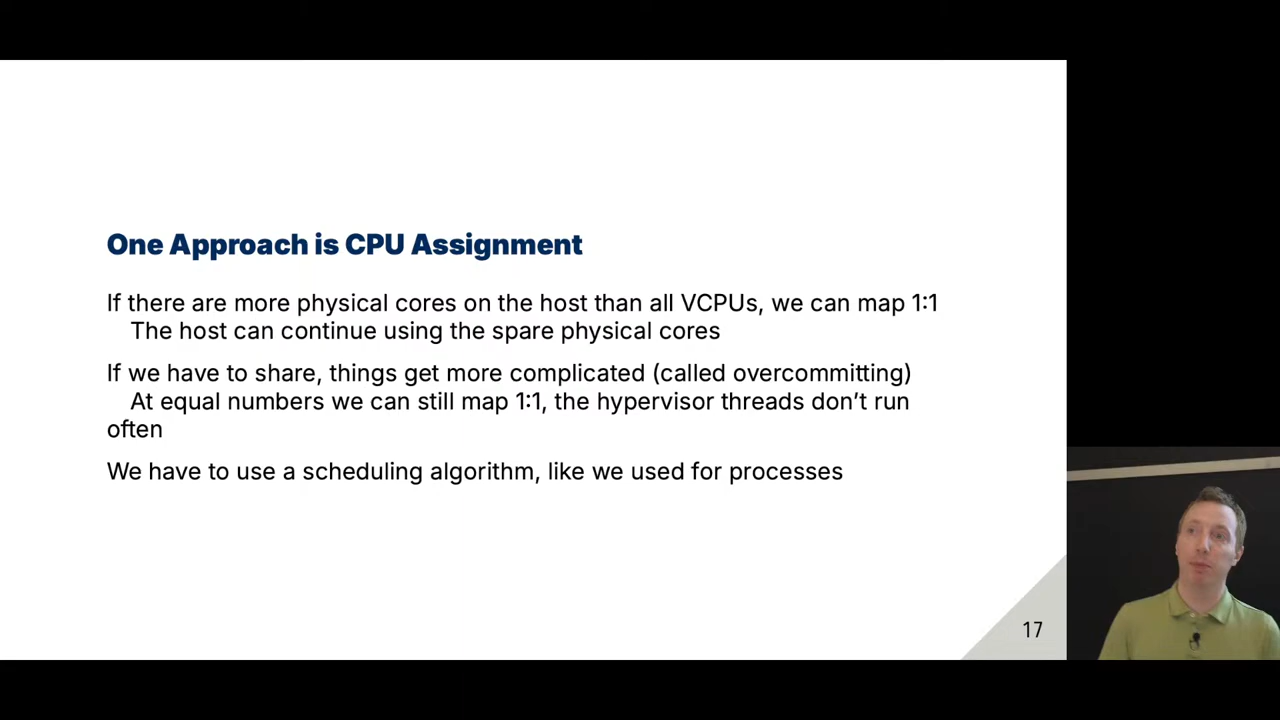 One Approach is CPU Assignment
If there are more physical cores on the host than all VCPUs, we can map 1:1
The host can continue using the spare physical cores
If we have to share, things get more complicated (called overcommitting)
At equal numbers we can still map 1:1, the hypervisor threads don’t run
often
We have to use a scheduling algorithm, like we used for processes
17